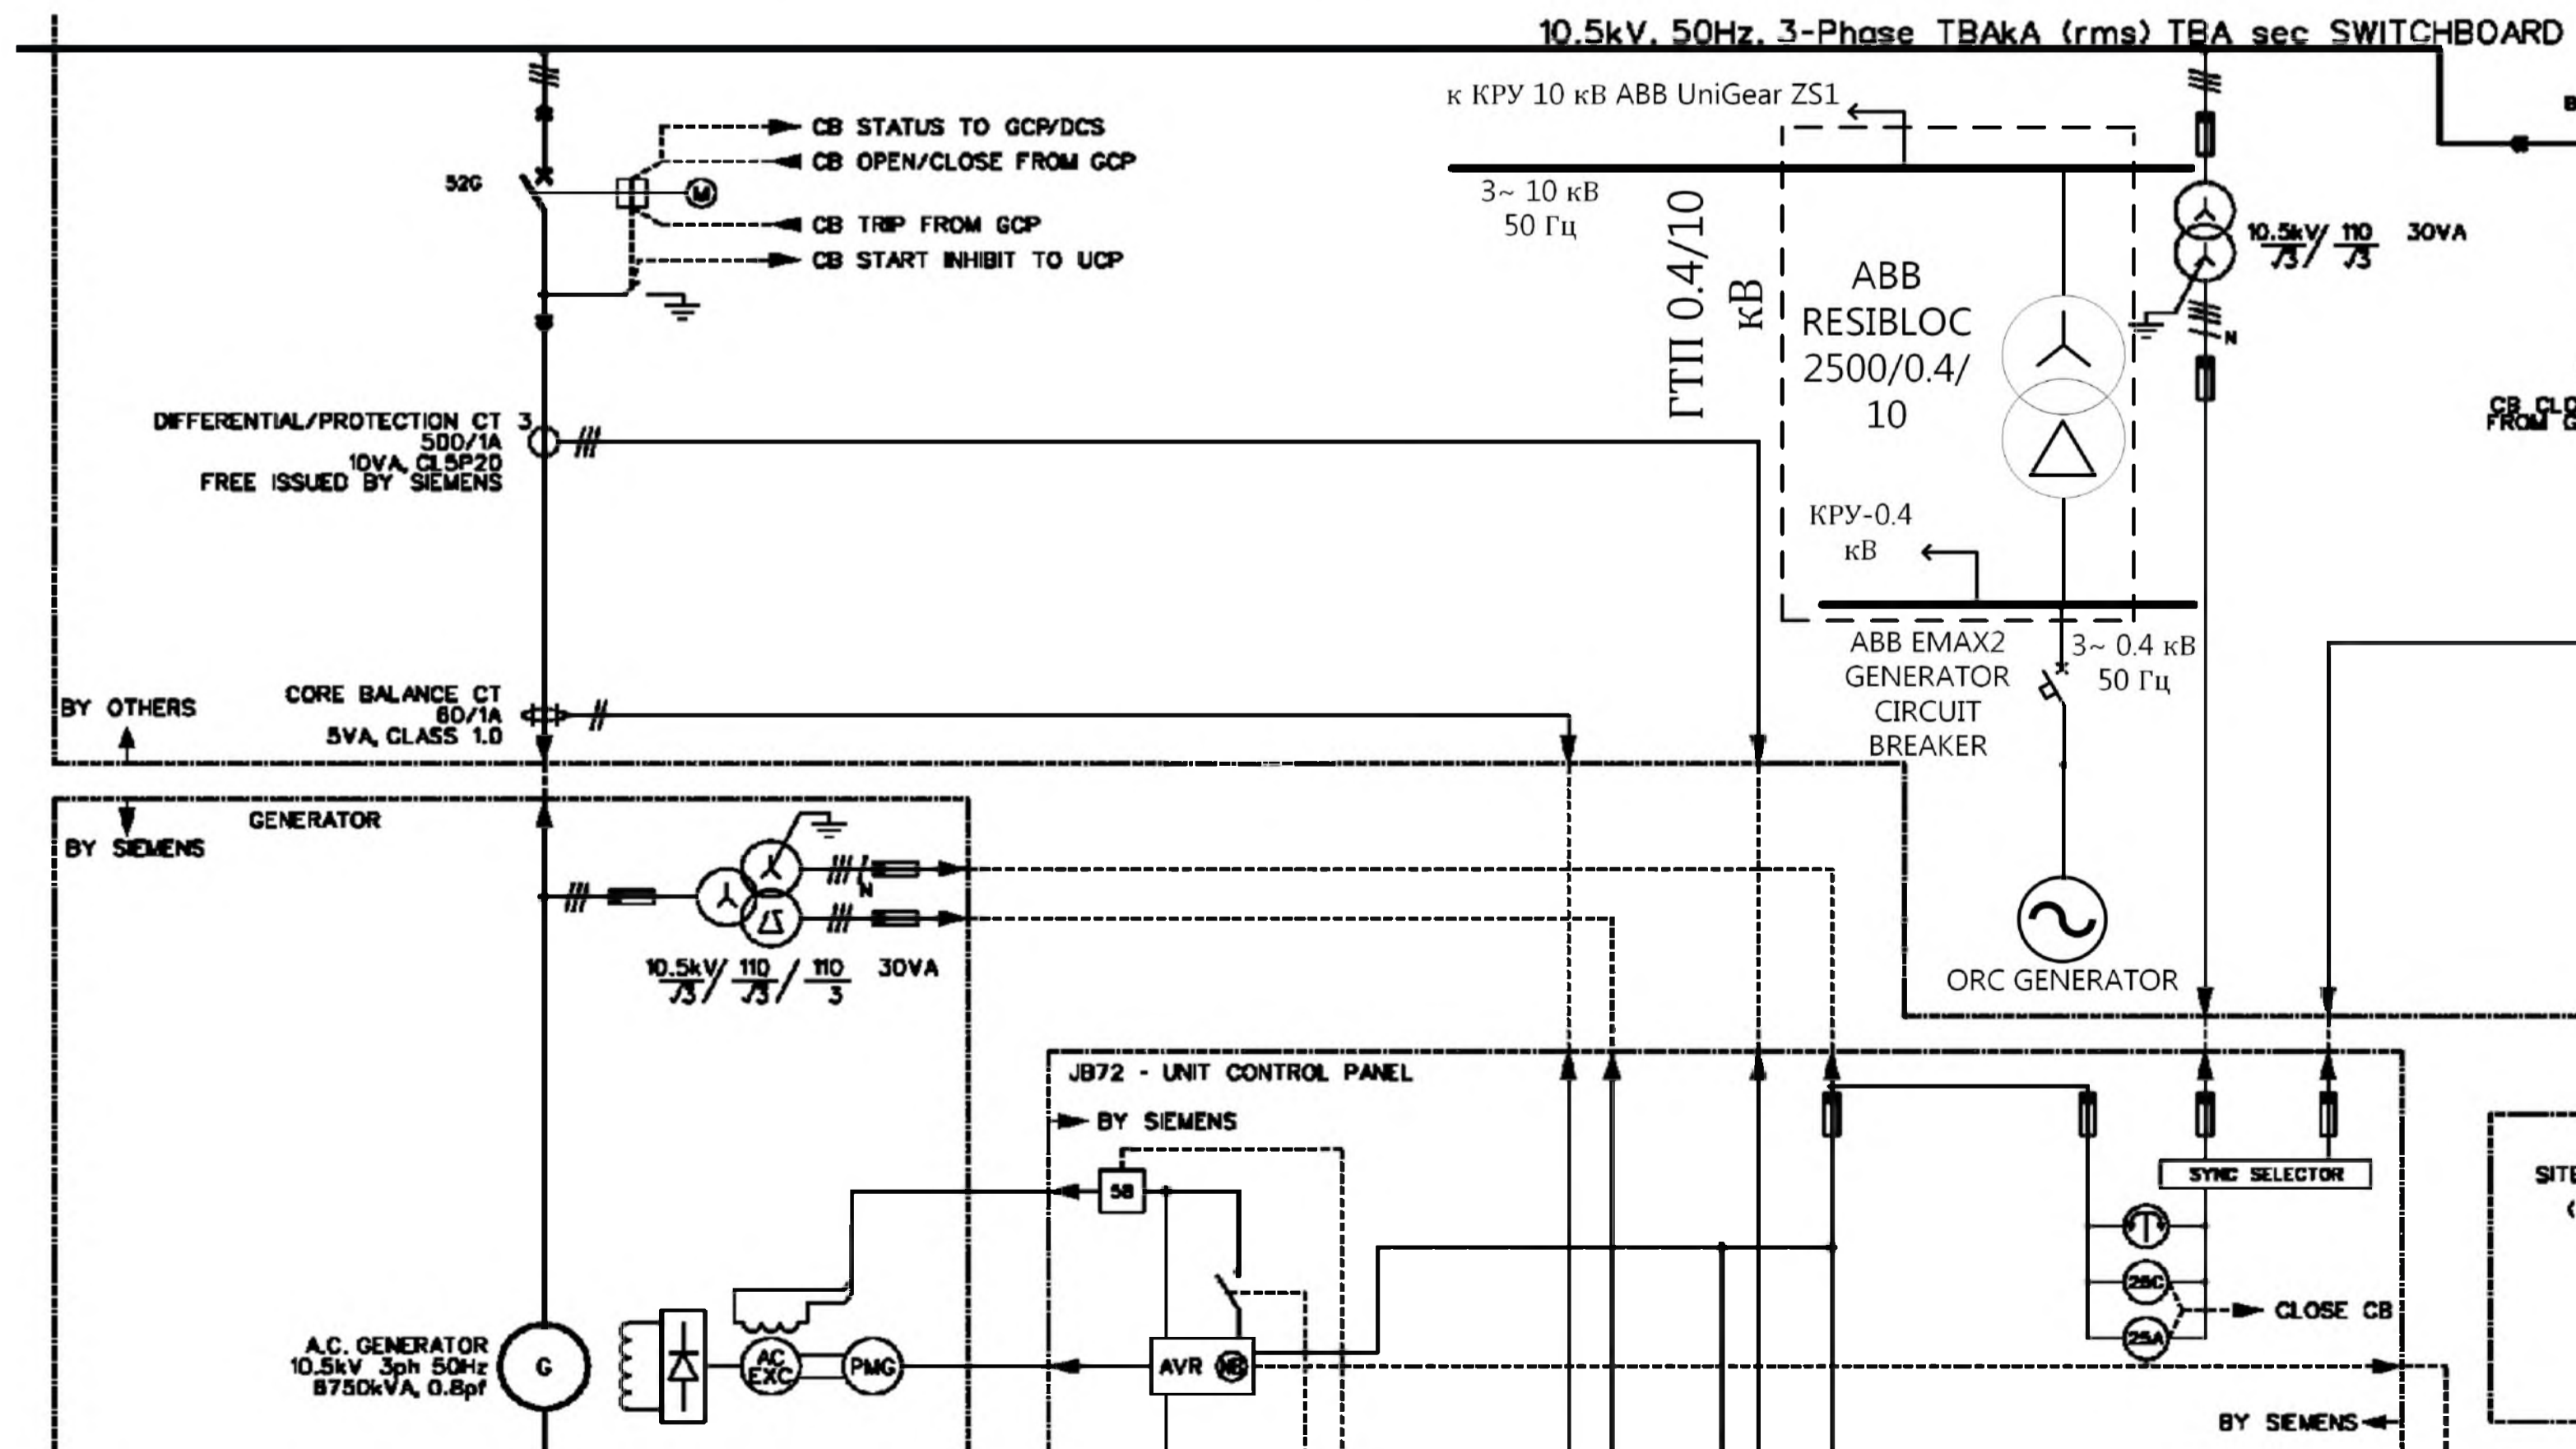 10.5kV, 50Hz, 3-Phase TBAkA (rms) TBA sec SWITCHBOARD
к КРУ 10 кВ ABB UniGear ZS1
CB STATUS TO GCP/DCS
CB OPEN/CLOSE FROM GCP
52G
M
CB TRIP FROM GCP
CB START INHIBIT TO UCP
3~ 10 кВ
50 Гц
ГТП 0.4/10
кВ
ABB
RESIBLOC
2500/0.4/
10
10.5kV/√3 / 110/√3 30VA
N
DIFFERENTIAL/PROTECTION CT 3
500/1A
10VA, CL5P20
FREE ISSUED BY SIEMENS
CB CLO
FROM G
КРУ-0.4
кВ
ABB EMAX2
GENERATOR
CIRCUIT
BREAKER
3~ 0.4 кВ
50 Гц
BY OTHERS
CORE BALANCE CT
60/1A
5VA, CLASS 1.0
BY SIEMENS
GENERATOR
N
10.5kV/√3 / 110/√3 / 110/3 30VA
ORC GENERATOR
JB72 - UNIT CONTROL PANEL
BY SIEMENS
58
SYNC SELECTOR
SITE
(
25C
CLOSE CB
25A
A.C. GENERATOR
10.5kV 3ph 50Hz
8750kVA, 0.8pf
G
AC
EXC
PMG
AVR
BY SIEMENS